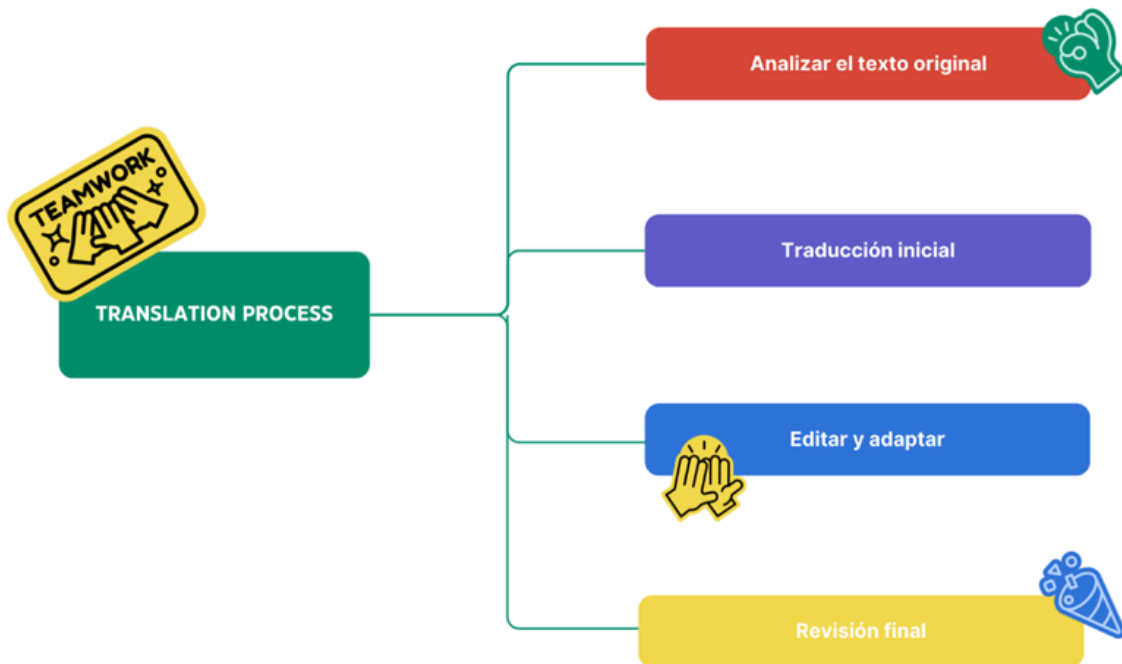 TEAMWORK
TRANSLATION PROCESS
Analizar el texto original
Traducción inicial
Editar y adaptar
Revisión final